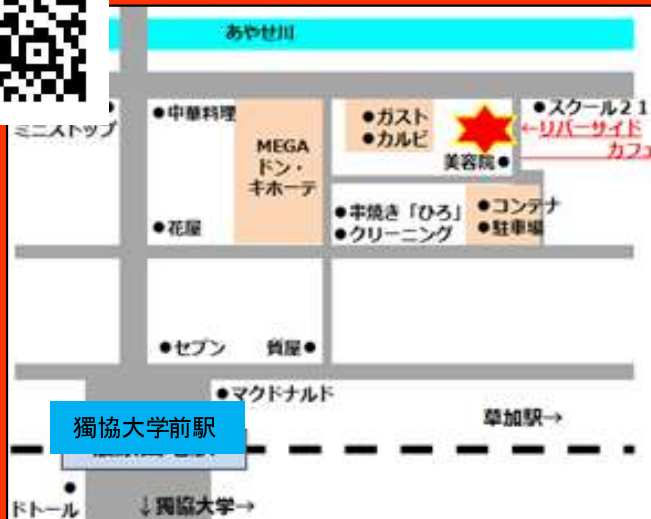 あやせ川
ミニストップ
●中華料理
MEGA
ドン・
キホーテ
●ガスト
●カルビ
●スクール２１
←リバーサイド
カフェ
美容院●
●花屋
●串焼き「ひろ」
●クリーニング
●コンテナ
●駐車場
●セブン
質屋●
●マクドナルド
草加駅→
獨協大学前駅
ドトール
↓獨協大学→